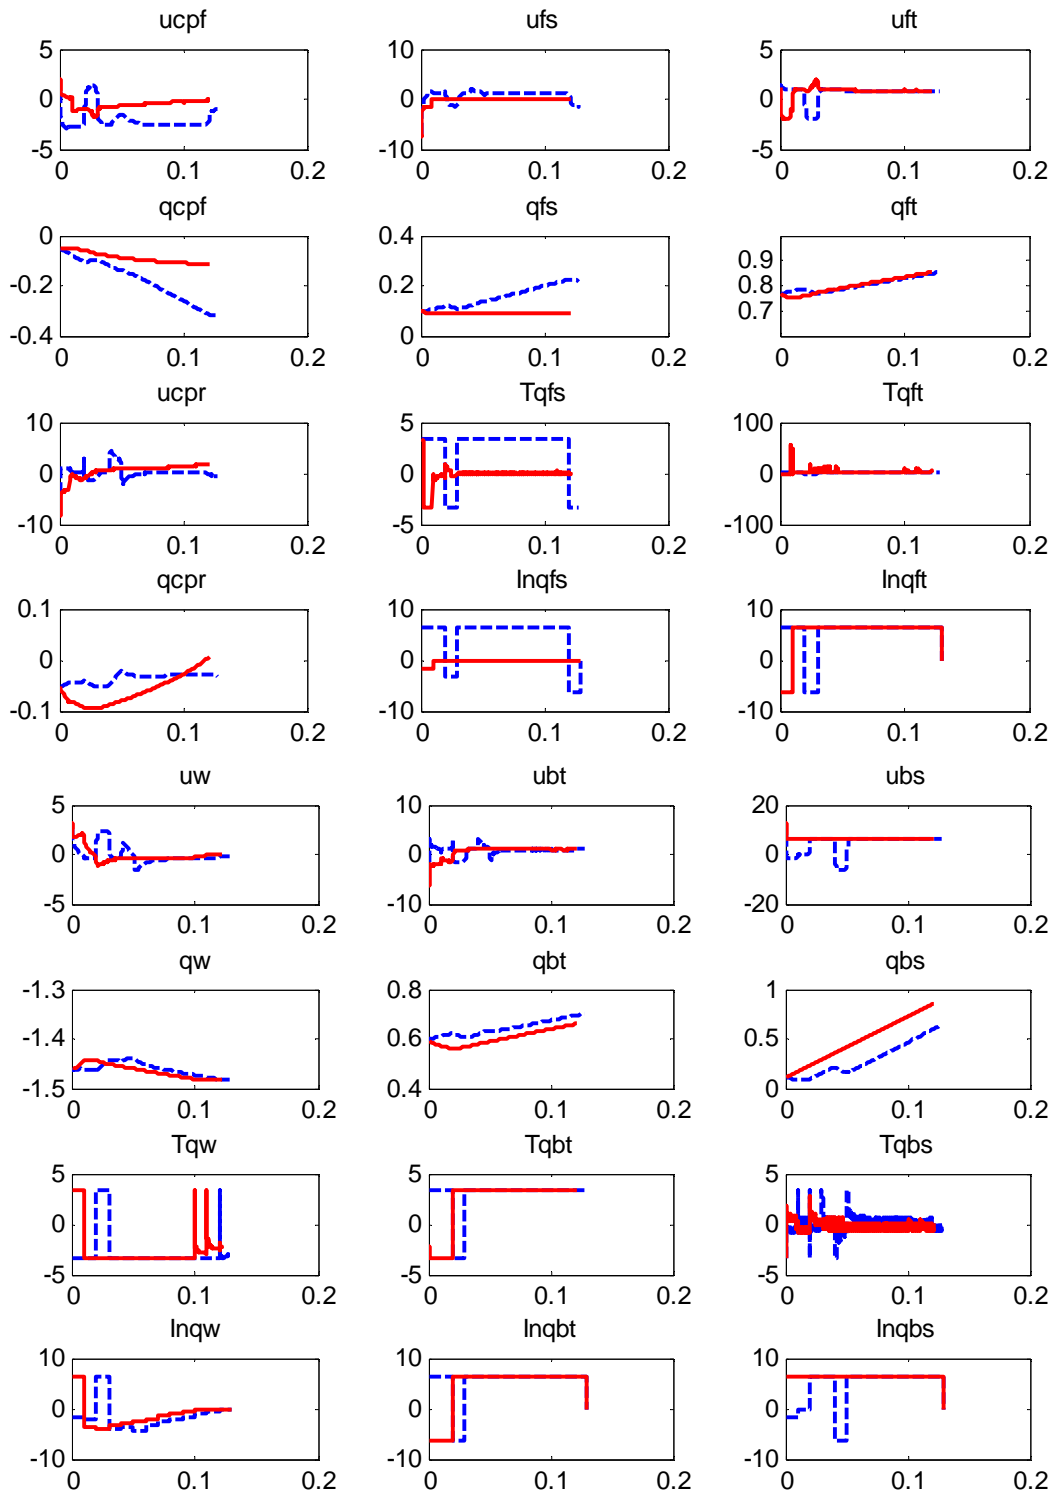 ucpf ufs uft
5 10 5
0 0 0
-5 -10 -5
0 0.1 0.2 0 0.1 0.2 0 0.1 0.2
qcpf qfs qft
0 0.4 0.9
-0.2 0.2 0.8
-0.4 0 0.7
0 0.1 0.2 0 0.1 0.2 0 0.1 0.2
ucpr Tqfs Tqft
10 5 100
0 0 0
-10 -5 -100
0 0.1 0.2 0 0.1 0.2 0 0.1 0.2
qcpr Inqfs Inqft
0.1 10 10
0 0 0
-0.1 -10 -10
0 0.1 0.2 0 0.1 0.2 0 0.1 0.2
uw ubt ubs
5 10 20
0 0 0
-5 -10 -20
0 0.1 0.2 0 0.1 0.2 0 0.1 0.2
qw qbt qbs
-1.3 0.8 1
-1.4 0.6 0.5
-1.5 0.4 0
0 0.1 0.2 0 0.1 0.2 0 0.1 0.2
Tqw Tqbt Tqbs
5 5 5
0 0 0
-5 -5 -5
0 0.1 0.2 0 0.1 0.2 0 0.1 0.2
Inqw Inqbt Inqbs
10 10 10
0 0 0
-10 -10 -10
0 0.1 0.2 0 0.1 0.2 0 0.1 0.2